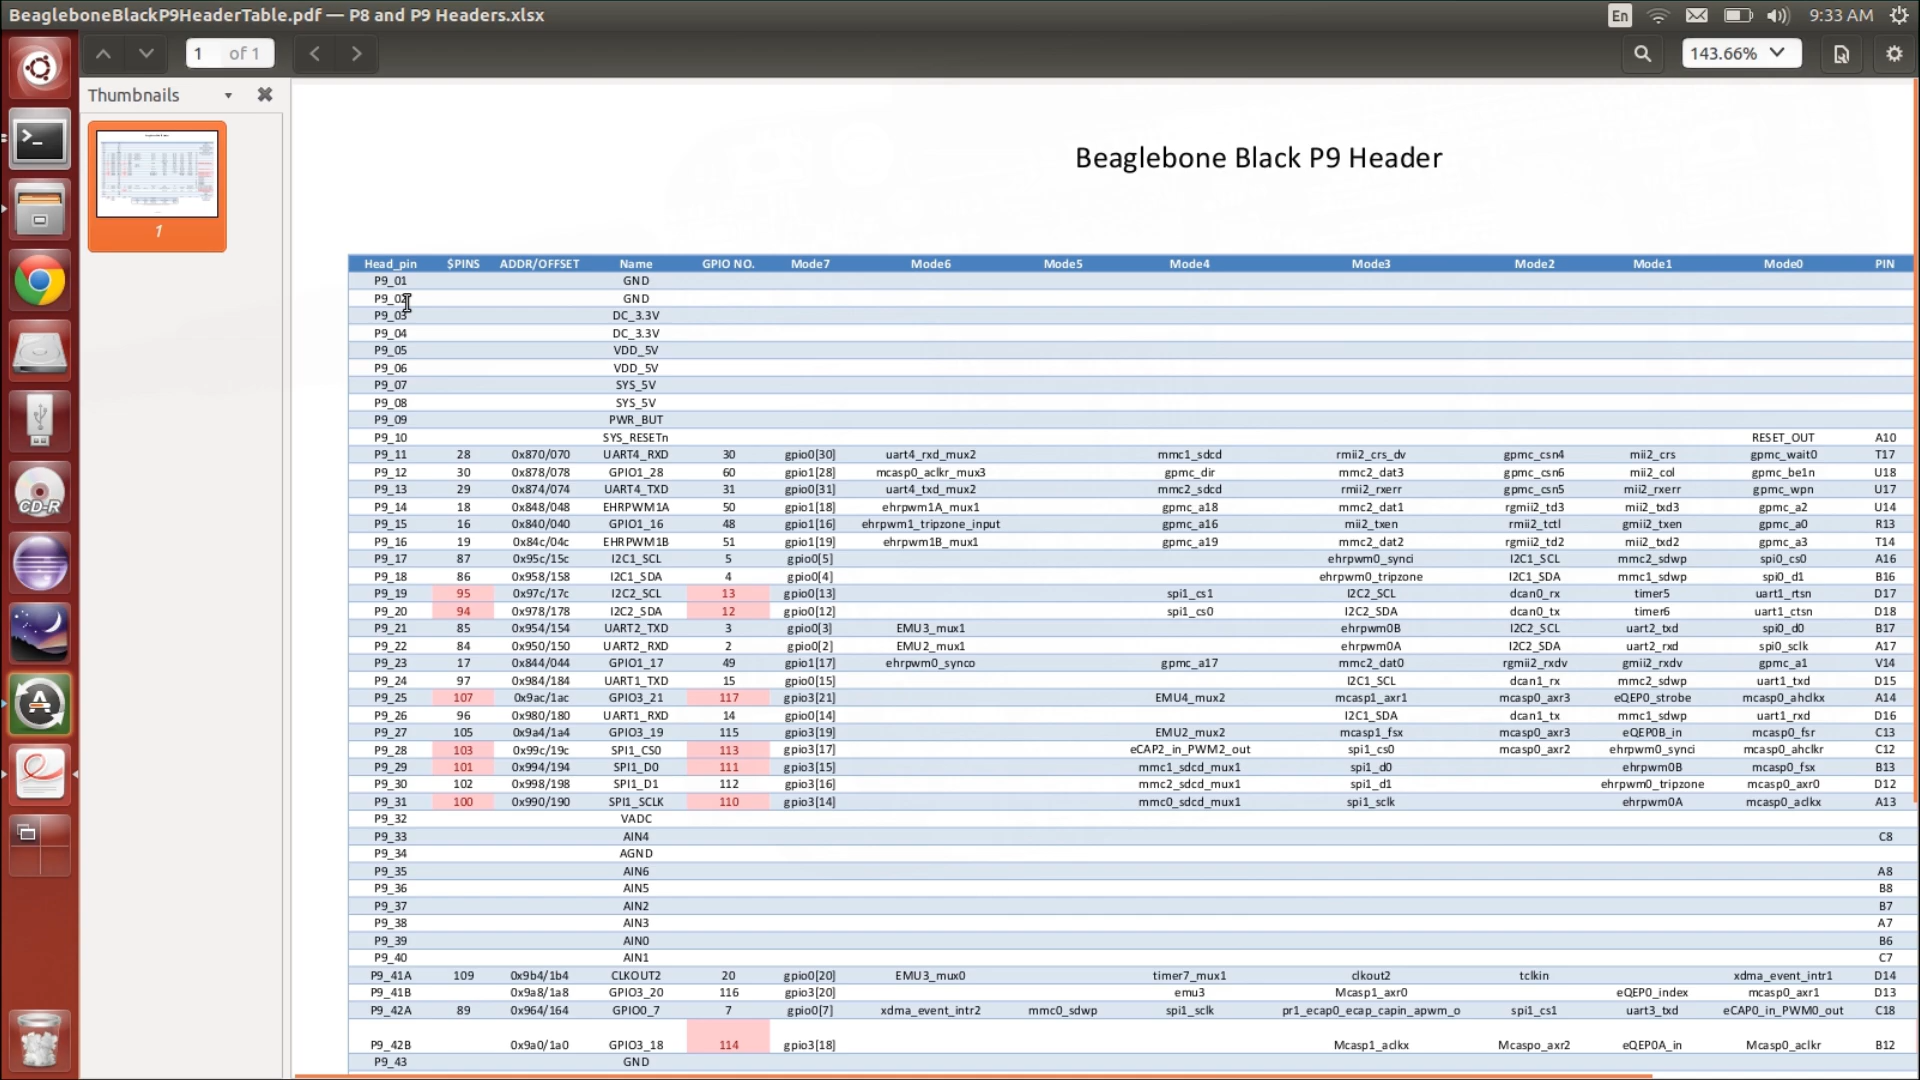 BeagleboneBlackP9HeaderTable.pdf — P8 and P9 Headers.xlsx En 9:33 AM
1 of 1 143.66%
Thumbnails
1
CD-R
Beaglebone Black P9 Header
Head_pin $PINS ADDR/OFFSET Name GPIO NO. Mode7 Mode6 Mode5 Mode4 Mode3 Mode2 Mode1 Mode0 PIN
P9_01 GND
P9_02 GND
P9_03 DC_3.3V
P9_04 DC_3.3V
P9_05 VDD_5V
P9_06 VDD_5V
P9_07 SYS_5V
P9_08 SYS_5V
P9_09 PWR_BUT
P9_10 SYS_RESETn RESET_OUT A10
P9_11 28 0x870/070 UART4_RXD 30 gpio0[30] uart4_rxd_mux2 mmc1_sdcd rmii2_crs_dv gpmc_csn4 mii2_crs gpmc_wait0 T17
P9_12 30 0x878/078 GPIO1_28 60 gpio1[28] mcasp0_aclkr_mux3 gpmc_dir mmc2_dat3 gpmc_csn6 mii2_col gpmc_be1n U18
P9_13 29 0x874/074 UART4_TXD 31 gpio0[31] uart4_txd_mux2 mmc2_sdcd rmii2_rxerr gpmc_csn5 mii2_rxerr gpmc_wpn U17
P9_14 18 0x848/048 EHRPWM1A 50 gpio1[18] ehrpwm1A_mux1 gpmc_a18 mmc2_dat1 rgmii2_td3 mii2_txd3 gpmc_a2 U14
P9_15 16 0x840/040 GPIO1_16 48 gpio1[16] ehrpwm1_tripzone_input gpmc_a16 mii2_txen rmii2_tctl gmii2_txen gpmc_a0 R13
P9_16 19 0x84c/04c EHRPWM1B 51 gpio1[19] ehrpwm1B_mux1 gpmc_a19 mmc2_dat2 rgmii2_td2 mii2_txd2 gpmc_a3 T14
P9_17 87 0x95c/15c I2C1_SCL 5 gpio0[5] ehrpwm0_synci I2C1_SCL mmc2_sdwp spi0_cs0 A16
P9_18 86 0x958/158 I2C1_SDA 4 gpio0[4] ehrpwm0_tripzone I2C1_SDA mmc1_sdwp spi0_d1 B16
P9_19 95 0x97c/17c I2C2_SCL 13 gpio0[13] spi1_cs1 I2C2_SCL dcan0_rx timer5 uart1_rtsn D17
P9_20 94 0x978/178 I2C2_SDA 12 gpio0[12] spi1_cs0 I2C2_SDA dcan0_tx timer6 uart1_ctsn D18
P9_21 85 0x954/154 UART2_TXD 3 gpio0[3] EMU3_mux1 ehrpwm0B I2C2_SCL uart2_txd spi0_d0 B17
P9_22 84 0x950/150 UART2_RXD 2 gpio0[2] EMU2_mux1 ehrpwm0A I2C2_SDA uart2_rxd spi0_sclk A17
P9_23 17 0x844/044 GPIO1_17 49 gpio1[17] ehrpwm0_synco gpmc_a17 mmc2_dat0 rgmii2_rxdv gmii2_rxdv gpmc_a1 V14
P9_24 97 0x984/184 UART1_TXD 15 gpio0[15] I2C1_SCL dcan1_rx mmc2_sdwp uart1_txd D15
P9_25 107 0x9ac/1ac GPIO3_21 117 gpio3[21] EMU4_mux2 mcasp1_axr1 mcasp0_axr3 eQEP0_strobe mcasp0_ahclkx A14
P9_26 96 0x980/180 UART1_RXD 14 gpio0[14] I2C1_SDA dcan1_tx mmc1_sdwp uart1_rxd D16
P9_27 105 0x9a4/1a4 GPIO3_19 115 gpio3[19] EMU2_mux2 mcasp1_fsx mcasp0_axr3 eQEP0B_in mcasp0_fsr C13
P9_28 103 0x99c/19c SPI1_CS0 113 gpio3[17] eCAP2_in_PWM2_out spi1_cs0 mcasp0_axr2 ehrpwm0_synci mcasp0_ahclkr C12
P9_29 101 0x994/194 SPI1_D0 111 gpio3[15] mmc1_sdcd_mux1 spi1_d0 ehrpwm0B mcasp0_fsx B13
P9_30 102 0x998/198 SPI1_D1 112 gpio3[16] mmc2_sdcd_mux1 spi1_d1 ehrpwm0_tripzone mcasp0_axr0 D12
P9_31 100 0x990/190 SPI1_SCLK 110 gpio3[14] mmc0_sdcd_mux1 spi1_sclk ehrpwm0A mcasp0_aclkx A13
P9_32 VADC
P9_33 AIN4 C8
P9_34 AGND
P9_35 AIN6 A8
P9_36 AIN5 B8
P9_37 AIN2 B7
P9_38 AIN3 A7
P9_39 AIN0 B6
P9_40 AIN1 C7
P9_41A 109 0x9b4/1b4 CLKOUT2 20 gpio0[20] EMU3_mux0 timer7_mux1 clkout2 tclkin xdma_event_intr1 D14
P9_41B 0x9a8/1a8 GPIO3_20 116 gpio3[20] emu3 Mcasp1_axr0 eQEP0_index mcasp0_axr1 D13
P9_42A 89 0x964/164 GPIO0_7 7 gpio0[7] xdma_event_intr2 mmc0_sdwp spi1_sclk pr1_ecap0_ecap_capin_apwm_o spi1_cs1 uart3_txd eCAP0_in_PWM0_out C18
P9_42B 0x9a0/1a0 GPIO3_18 114 gpio3[18] Mcasp1_aclkx Mcaspo_axr2 eQEP0A_in Mcasp0_aclkr B12
P9_43 GND